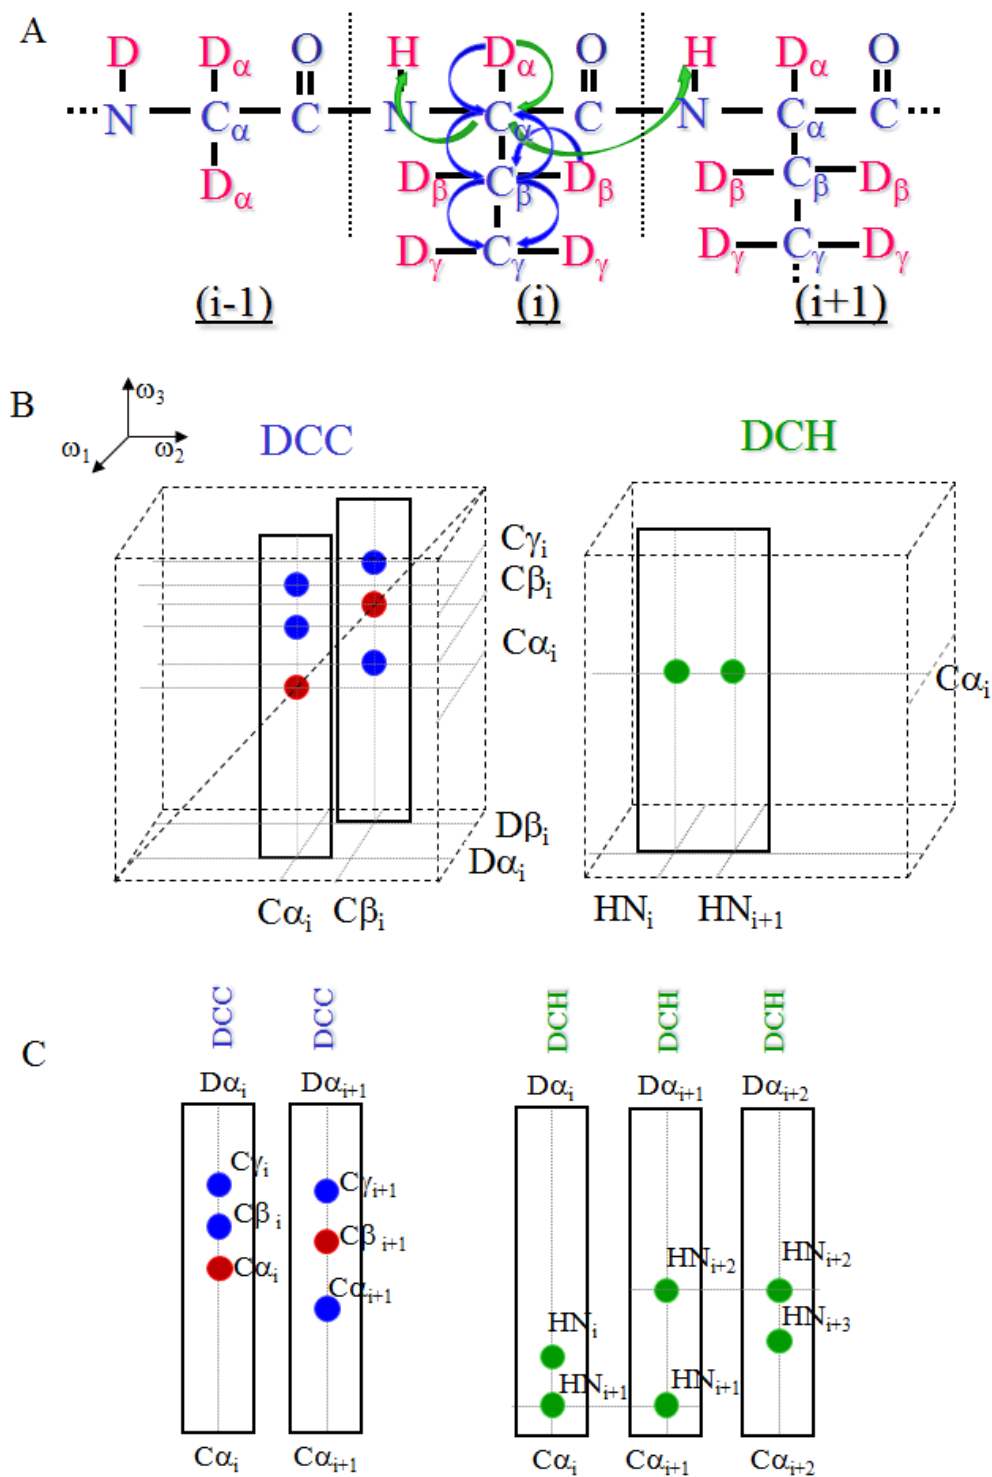 A
D Dα O H Dα O H Dα O
N Cα C N Cα C N Cα C
Dα Dβ Cβ Dβ Dβ Cβ Dβ
Dγ Cγ Dγ Dγ Cγ Dγ
(i-1) (i) (i+1)
B
ω3
ω1 ω2
DCC
DCH
Cγi
Cβi
Cαi
Dβi
Dαi
Cαi Cβi
Cαi
HNi HNi+1
C
DCC DCC DCH DCH DCH
Dαi Dαi+1 Dαi Dαi+1 Dαi+2
Cγi Cγi+1
Cβi Cβi+1
Cαi Cαi+1
HNi+2 HNi+2
HNi HNi+3
HNi+1 HNi+1
Cαi Cαi+1 Cαi Cαi+1 Cαi+2